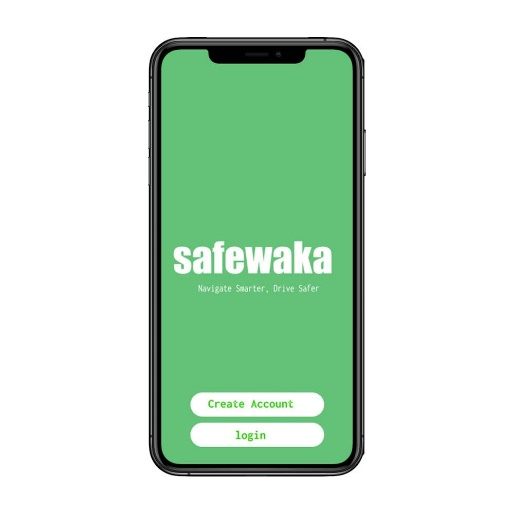 safewaka
Navigate Smarter, Drive Safer
Create Account
login